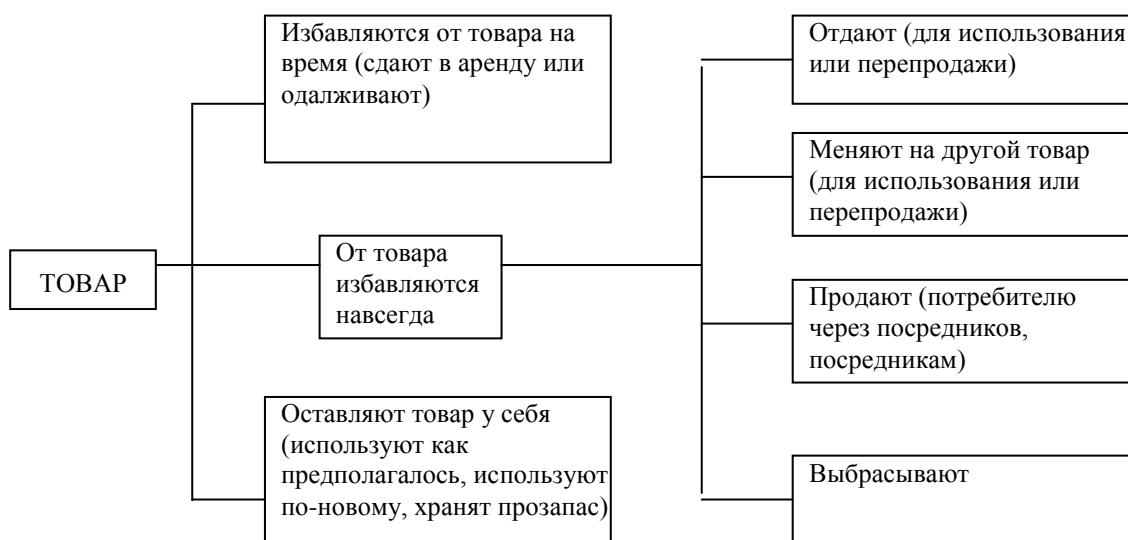 Избавляются от товара на
время (сдают в аренду или
одалживают)
Отдают (для использования
или перепродажи)
Меняют на другой товар
(для использования или
перепродажи)
ТОВАР
От товара
избавляются
навсегда
Продают (потребителю
через посредников,
посредникам)
Оставляют товар у себя
(используют как
предполагалось, используют
по-новому, хранят прозапас)
Выбрасывают